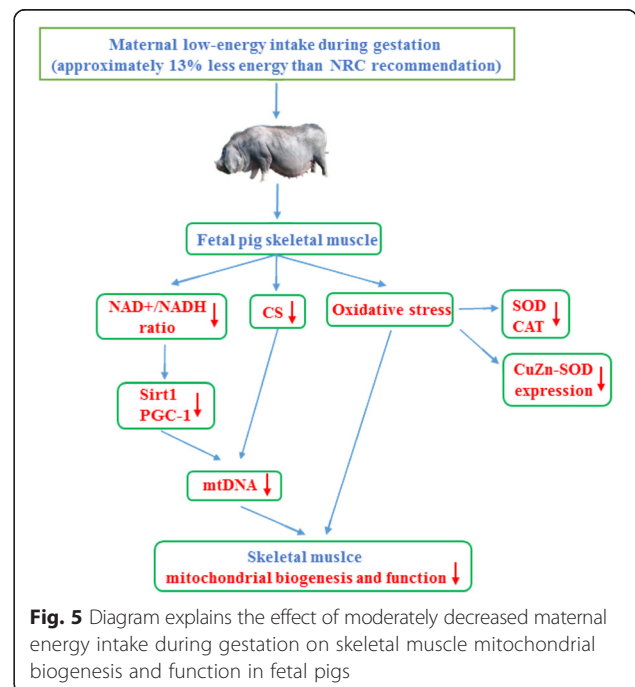 Maternal low-energy intake during gestation
(approximately 13% less energy than NRC recommendation)
Fetal pig skeletal muscle
NAD+/NADH
ratio
CS
Oxidative stress
SOD
CAT
CuZn-SOD
expression
Sirt1
PGC-1
mtDNA
Skeletal muslce
mitochondrial biogenesis and function
Fig. 5 Diagram explains the effect of moderately decreased maternal
energy intake during gestation on skeletal muscle mitochondrial
biogenesis and function in fetal pigs